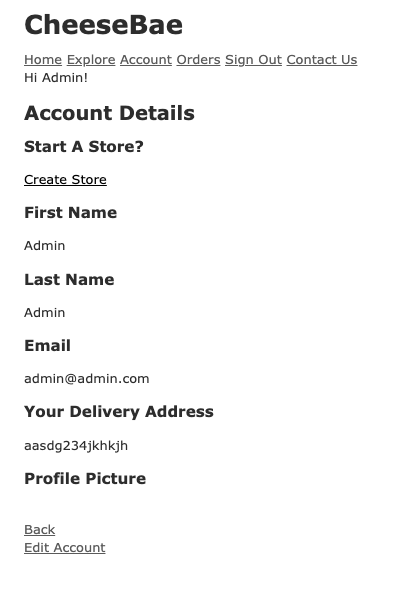 CheeseBae
Home Explore Account Orders Sign Out Contact Us
Hi Admin!
Account Details
Start A Store?
Create Store
First Name
Admin
Last Name
Admin
Email
admin@admin.com
Your Delivery Address
aasdg234jkhkjh
Profile Picture
Back
Edit Account